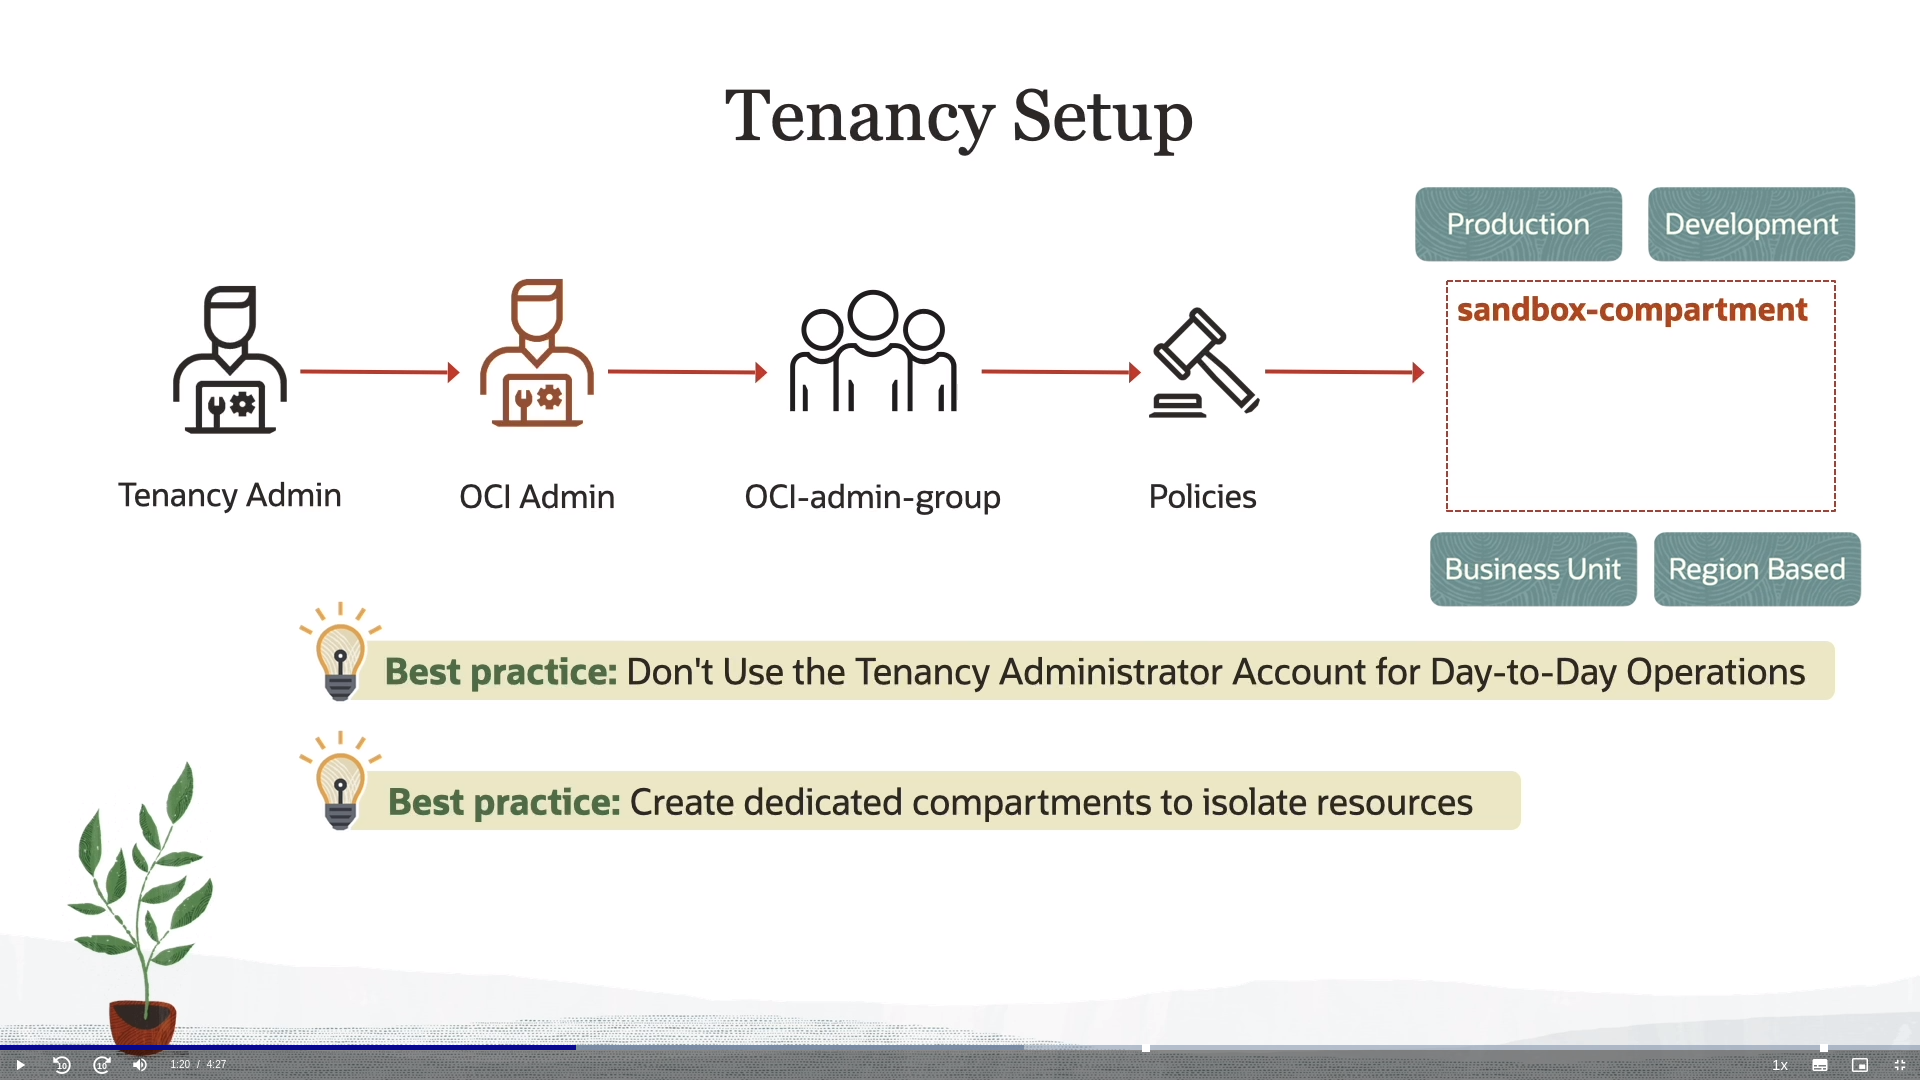 Tenancy Setup
Production
Development
sandbox-compartment
Tenancy Admin
OCI Admin
OCI-admin-group
Policies
Business Unit
Region Based
Best practice: Don't Use the Tenancy Administrator Account for Day-to-Day Operations
Best practice: Create dedicated compartments to isolate resources
10
10
1:20 / 4:27
1x